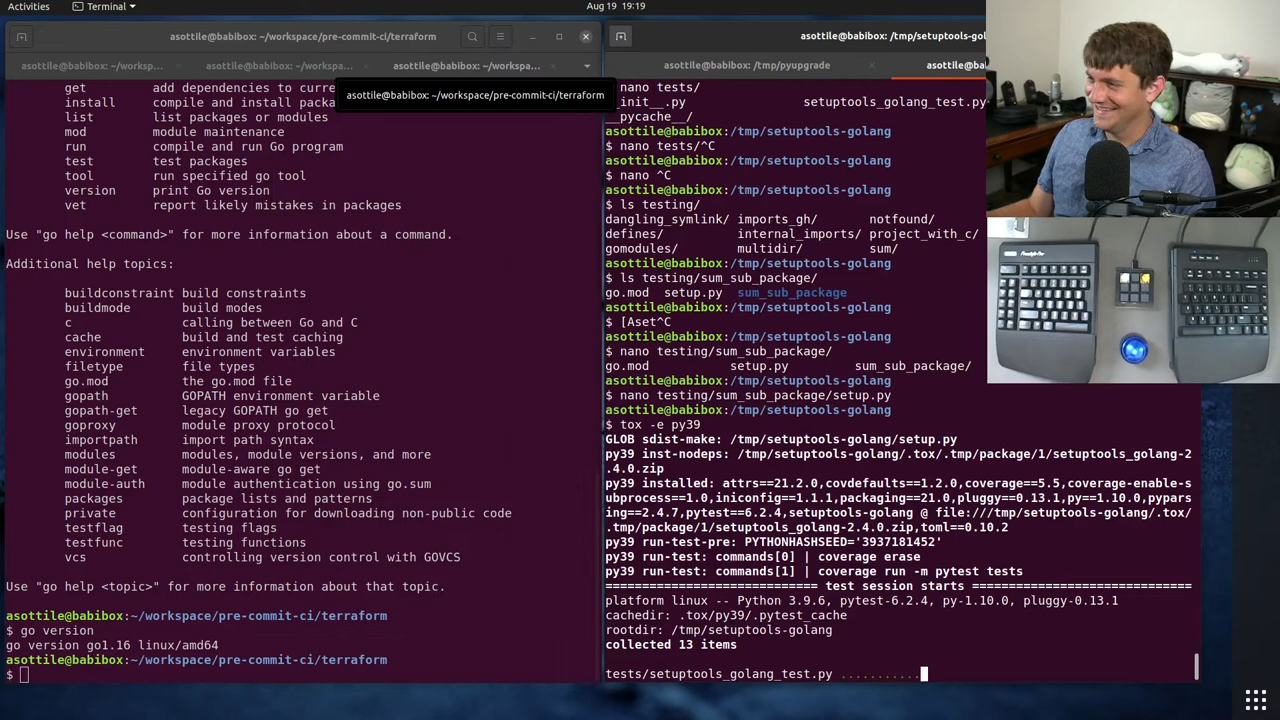 Activities
Terminal
Aug 19 19:19
asottile@babibox: ~/workspace/pre-commit-ci/terraform
asottile@babibox: ~/worksp...
asottile@babibox: ~/workspa...
asottile@babibox: ~/workspa...
asottile@babibox: ~/workspace/pre-commit-ci/terraform
get add dependencies to curre
install compile and install packa
list list packages or modules
mod module maintenance
run compile and run Go program
test test packages
tool run specified go tool
version print Go version
vet report likely mistakes in packages
Use "go help <command>" for more information about a command.
Additional help topics:
buildconstraint build constraints
buildmode build modes
c calling between Go and C
cache build and test caching
environment environment variables
filetype file types
go.mod the go.mod file
gopath GOPATH environment variable
gopath-get legacy GOPATH go get
goproxy module proxy protocol
importpath import path syntax
modules modules, module versions, and more
module-get module-aware go get
module-auth module authentication using go.sum
packages package lists and patterns
private configuration for downloading non-public code
testflag testing flags
testfunc testing functions
vcs controlling version control with GOVCS
Use "go help <topic>" for more information about that topic.
asottile@babibox:~/workspace/pre-commit-ci/terraform
$ go version
go version go1.16 linux/amd64
asottile@babibox:~/workspace/pre-commit-ci/terraform
$
asottile@babibox: /tmp/setuptools-gol
asottile@babibox: /tmp/pyupgrade
asottile@bab
$ nano tests/
__init__.py setuptools_golang_test.py
__pycache__/
asottile@babibox:/tmp/setuptools-golang
$ nano tests/^C
asottile@babibox:/tmp/setuptools-golang
$ nano ^C
asottile@babibox:/tmp/setuptools-golang
$ ls testing/
dangling_symlink/ imports_gh/ notfound/
defines/ internal_imports/ project_with_c/
gomodules/ multidir/ sum/
asottile@babibox:/tmp/setuptools-golang
$ ls testing/sum_sub_package/
go.mod setup.py sum_sub_package
asottile@babibox:/tmp/setuptools-golang
$ [Aset^C
asottile@babibox:/tmp/setuptools-golang
$ nano testing/sum_sub_package/
go.mod setup.py sum_sub_package/
asottile@babibox:/tmp/setuptools-golang
$ nano testing/sum_sub_package/setup.py
asottile@babibox:/tmp/setuptools-golang
$ tox -e py39
GLOB sdist-make: /tmp/setuptools-golang/setup.py
py39 inst-nodeps: /tmp/setuptools-golang/.tox/.tmp/package/1/setuptools_golang-2
.4.0.zip
py39 installed: attrs==21.2.0,covdefaults==1.2.0,coverage==5.5,coverage-enable-s
ubprocess==1.0,iniconfig==1.1.1,packaging==21.0,pluggy==0.13.1,py==1.10.0,pypars
ing==2.4.7,pytest==6.2.4,setuptools-golang @ file:///tmp/setuptools-golang/.tox/
.tmp/package/1/setuptools_golang-2.4.0.zip,toml==0.10.2
py39 run-test-pre: PYTHONHASHSEED='3937181452'
py39 run-test: commands[0] | coverage erase
py39 run-test: commands[1] | coverage run -m pytest tests
============================= test session starts ==============================
platform linux -- Python 3.9.6, pytest-6.2.4, py-1.10.0, pluggy-0.13.1
cachedir: .tox/py39/.pytest_cache
rootdir: /tmp/setuptools-golang
collected 13 items
tests/setuptools_golang_test.py ...........